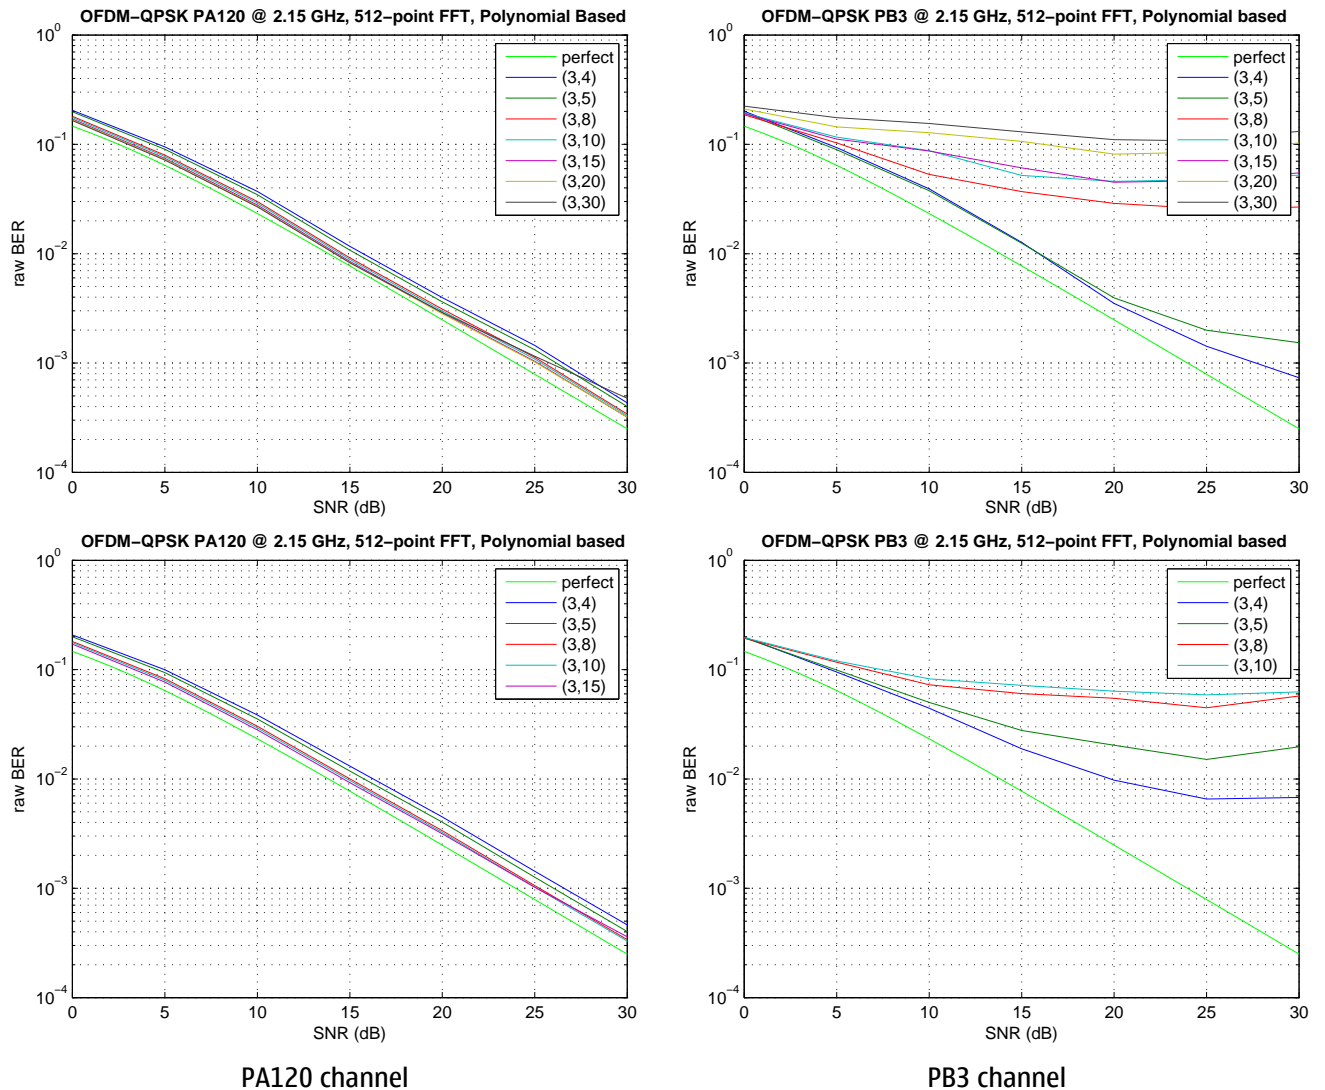 OFDM−QPSK PA120 @ 2.15 GHz, 512−point FFT, Polynomial Based
10^0
10^−1
10^−2
10^−3
10^−4
raw BER
0 5 10 15 20 25 30
SNR (dB)
perfect
(3,4)
(3,5)
(3,8)
(3,10)
(3,15)
(3,20)
(3,30)
OFDM−QPSK PB3 @ 2.15 GHz, 512−point FFT, Polynomial based
10^0
10^−1
10^−2
10^−3
10^−4
raw BER
0 5 10 15 20 25 30
SNR (dB)
perfect
(3,4)
(3,5)
(3,8)
(3,10)
(3,15)
(3,20)
(3,30)
OFDM−QPSK PA120 @ 2.15 GHz, 512−point FFT, Polynomial based
10^0
10^−1
10^−2
10^−3
10^−4
raw BER
0 5 10 15 20 25 30
SNR (dB)
perfect
(3,4)
(3,5)
(3,8)
(3,10)
(3,15)
OFDM−QPSK PB3 @ 2.15 GHz, 512−point FFT, Polynomial based
10^0
10^−1
10^−2
10^−3
10^−4
raw BER
0 5 10 15 20 25 30
SNR (dB)
perfect
(3,4)
(3,5)
(3,8)
(3,10)
PA120 channel
PB3 channel